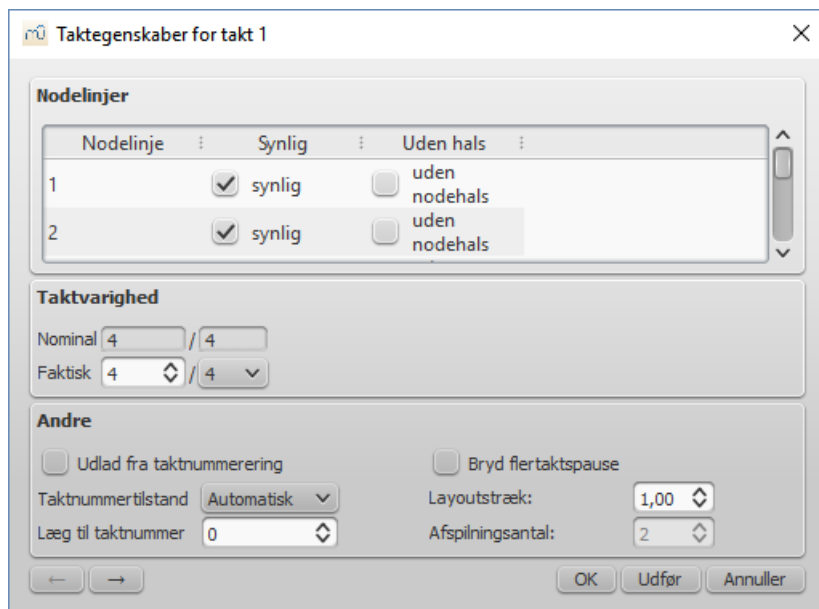 Taktegenskaber for takt 1
Nodelinjer
Nodelinje Synlig Uden hals
1 synlig uden nodehals
2 synlig uden nodehals
Taktvarighed
Nominal 4 / 4
Faktisk 4 / 4
Andre
Udlad fra taktnummerering Bryd flertaktspause
Taktnummertilstand Automatisk Layoutstræk: 1,00
Læg til taktnummer 0 Afspilningsantal: 2
← → OK Udfør Annuller